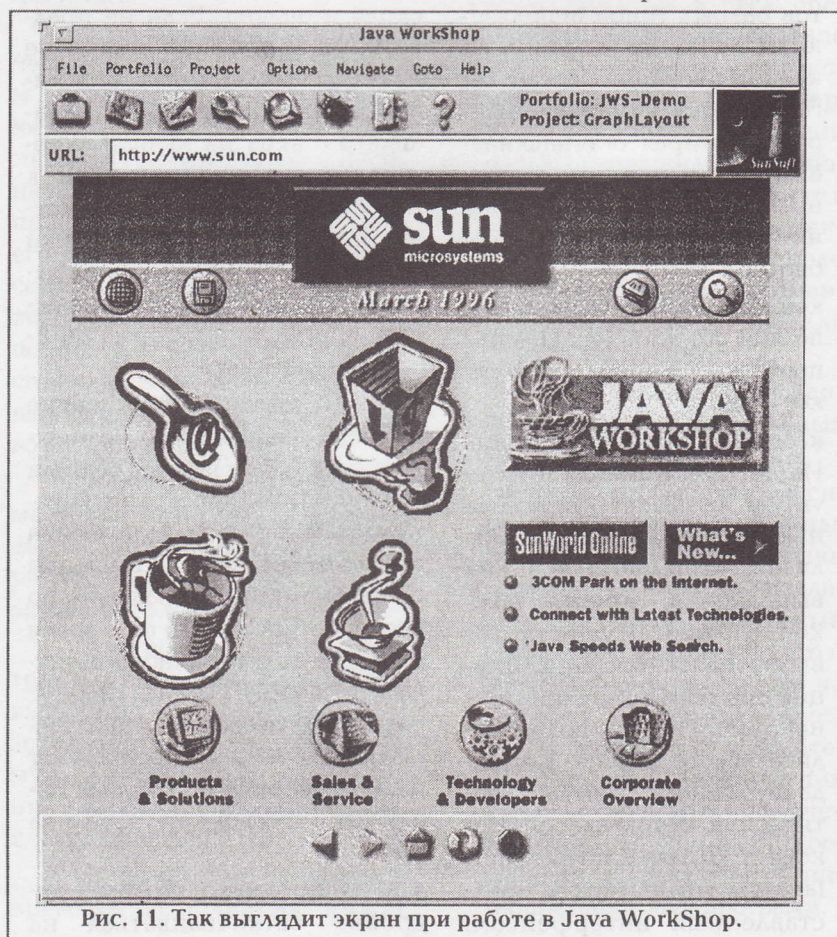 Java WorkShop
File Portfolio Project Options Navigate Goto Help
Portfolio: JWS-Demo
Project: GraphLayout
SunSoft
URL: http://www.sun.com
sun
microsystems
March 1996
@
JAVA
WORKSHOP
SunWorld Online
What's
New...
3COM Park on the Internet.
Connect with Latest Technologies.
Java Speeds Web Search.
Products
& Solutions
Sales &
Service
Technology
& Developers
Corporate
Overview
Рис. 11. Так выглядит экран при работе в Java WorkShop.